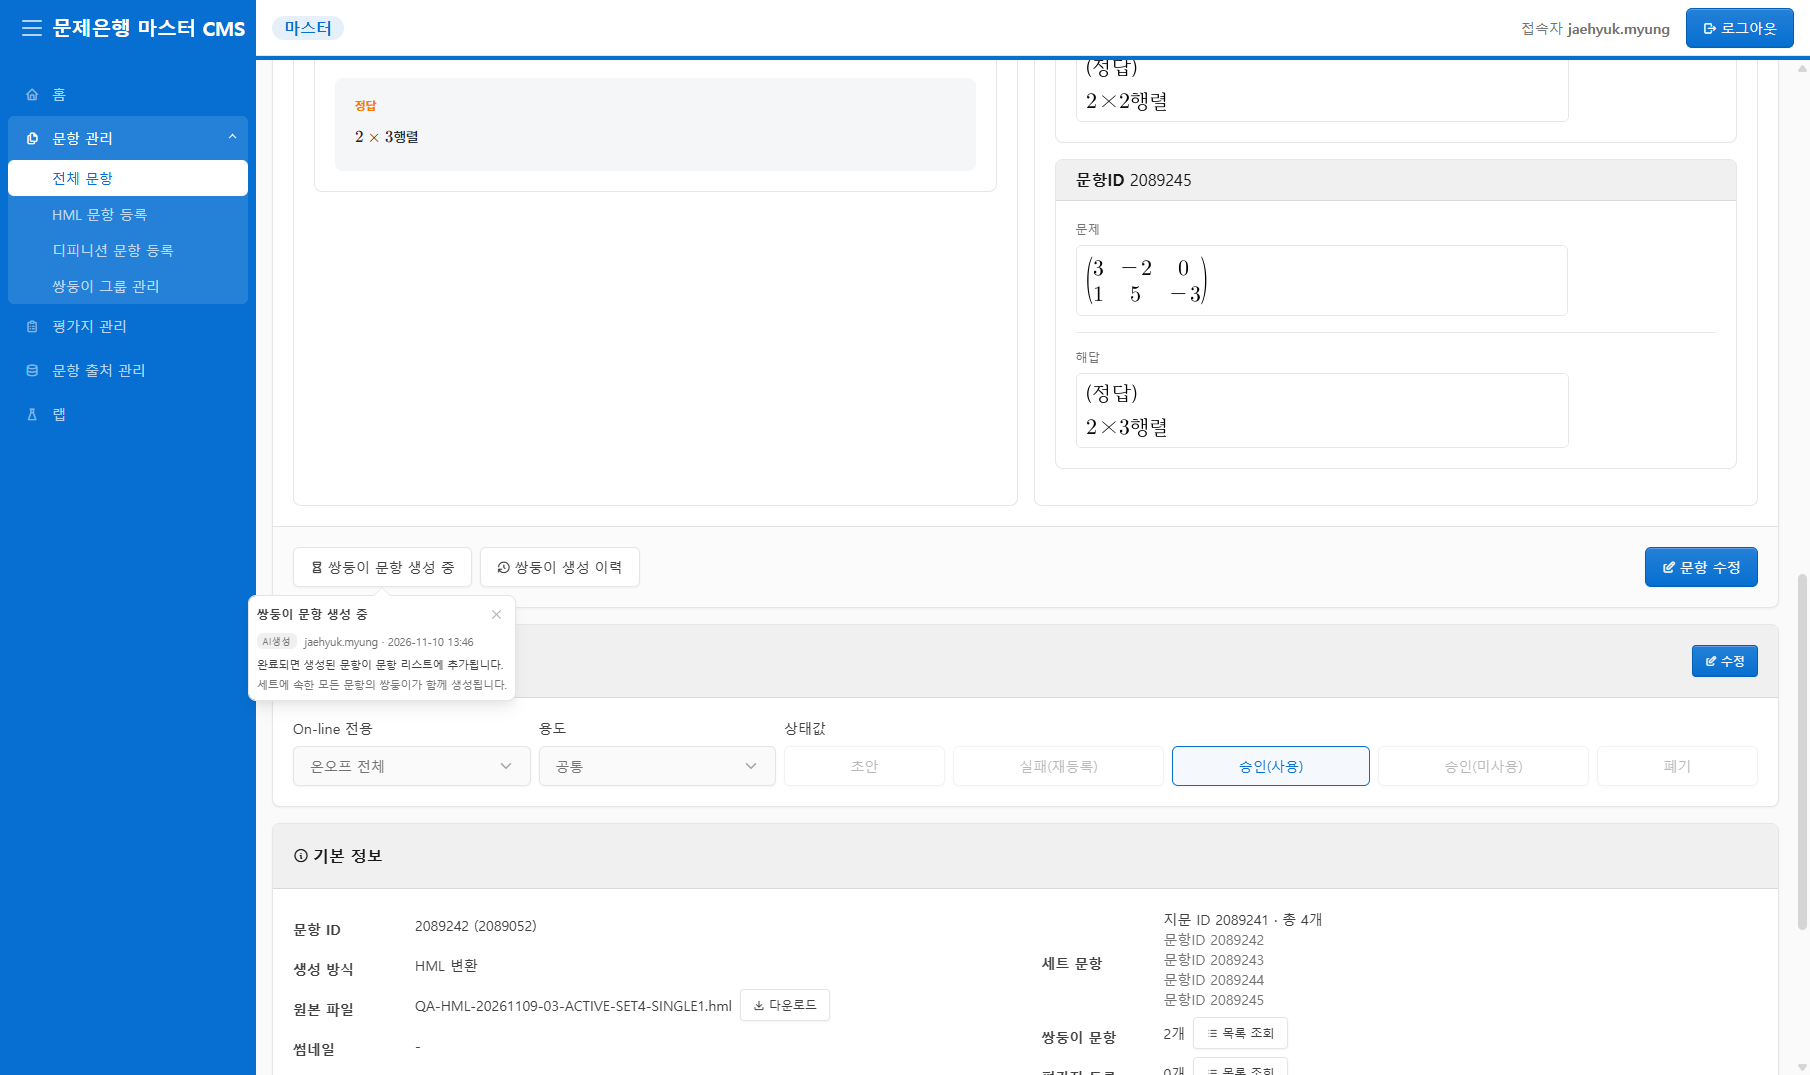 문제은행 마스터 CMS
마스터
접속자 jaehyuk.myung
로그아웃
홈
문항 관리
전체 문항
HML 문항 등록
디피니션 문항 등록
쌍둥이 그룹 관리
평가지 관리
문항 출처 관리
랩
정답
2 × 3행렬
(정답)
2×2행렬
문항ID 2089245
문제
3 −2 0
1 5 −3
해답
(정답)
2×3행렬
쌍둥이 문항 생성 중
쌍둥이 생성 이력
문항 수정
쌍둥이 문항 생성 중
AI생성 jaehyuk.myung · 2026-11-10 13:46
완료되면 생성된 문항이 문항 리스트에 추가됩니다.
세트에 속한 모든 문항의 쌍둥이가 함께 생성됩니다.
수정
On-line 전용
용도
상태값
온오프 전체
공통
초안
실패(재등록)
승인(사용)
승인(미사용)
폐기
기본 정보
문항 ID
2089242 (2089052)
생성 방식
HML 변환
원본 파일
QA-HML-20261109-03-ACTIVE-SET4-SINGLE1.hml
다운로드
썸네일
-
세트 문항
지문 ID 2089241 · 총 4개
문항ID 2089242
문항ID 2089243
문항ID 2089244
문항ID 2089245
쌍둥이 문항
2개
목록 조회
평가지 등록
0개
목록 조회